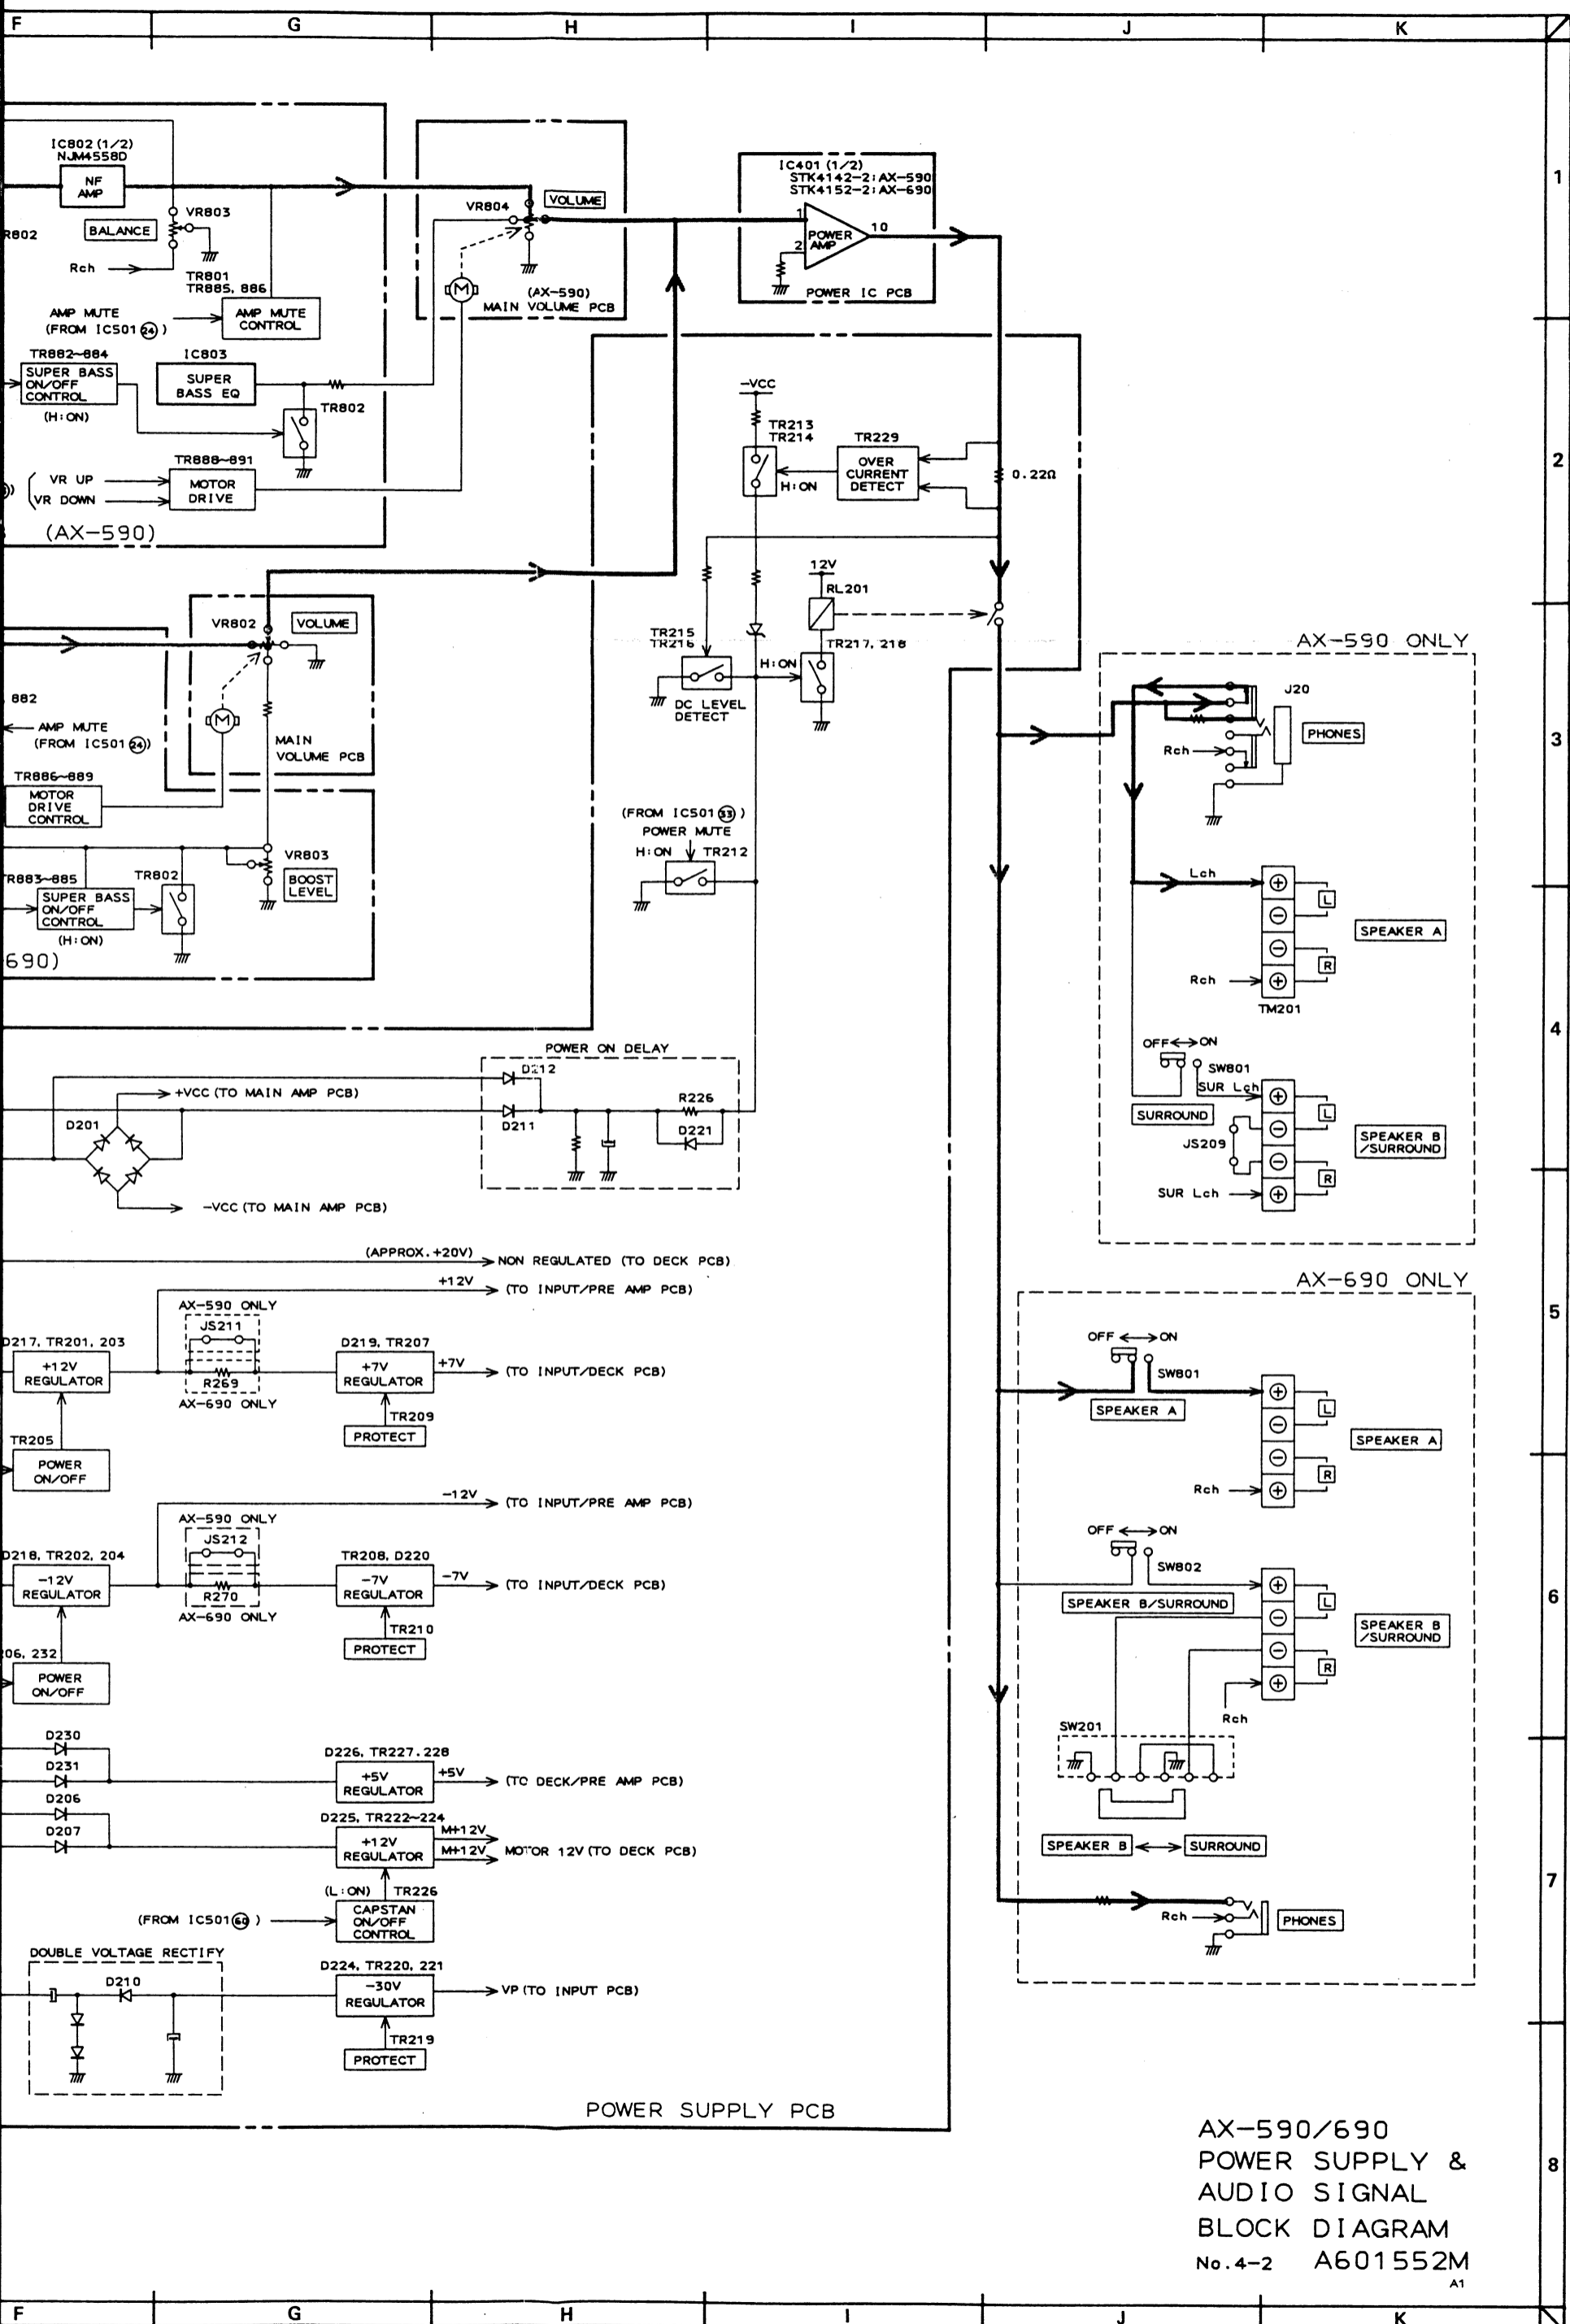 F G H I J K
IC802 (1/2)
NJM4558D
NF
AMP
VR803
BALANCE
R802
Rch
TR801
TR885, 886
AMP MUTE
(FROM IC501 24 )
AMP MUTE
CONTROL
TR882~884
SUPER BASS
ON/OFF
CONTROL
(H:ON)
IC803
SUPER
BASS EQ
TR802
TR888~891
VR UP
VR DOWN
MOTOR
DRIVE
(AX-590)
VR804
VOLUME
M
(AX-590)
MAIN VOLUME PCB
IC401 (1/2)
STK4142-2:AX-590
STK4152-2:AX-690
1
2
POWER
AMP
10
POWER IC PCB
1
-VCC
TR213
TR214
H:ON
TR229
OVER
CURRENT
DETECT
0.22Ω
2
12V
RL201
TR215
TR216
H:ON
TR217, 218
DC LEVEL
DETECT
VR802
VOLUME
882
AMP MUTE
(FROM IC501 24 )
M
MAIN
VOLUME PCB
TR886~889
MOTOR
DRIVE
CONTROL
VR803
BOOST
LEVEL
TR883~885
SUPER BASS
ON/OFF
CONTROL
(H:ON)
TR802
690)
(FROM IC501 33 )
POWER MUTE
H:ON TR212
AX-590 ONLY
J20
PHONES
Rch
3
Lch
+
-
-
+
L
R
SPEAKER A
Rch
TM201
4
OFF↔ON
SW801
SUR Lch
SURROUND
JS209
+
-
-
+
L
R
SPEAKER B
/SURROUND
SUR Lch
POWER ON DELAY
D212
D211
R226
D221
+VCC (TO MAIN AMP PCB)
D201
-VCC (TO MAIN AMP PCB)
(APPROX.+20V)
NON REGULATED (TO DECK PCB)
+12V
(TO INPUT/PRE AMP PCB)
AX-590 ONLY
JS211
R269
AX-690 ONLY
D217, TR201, 203
+12V
REGULATOR
D219, TR207
+7V
REGULATOR
+7V
(TO INPUT/DECK PCB)
TR209
PROTECT
TR205
POWER
ON/OFF
-12V
(TO INPUT/PRE AMP PCB)
AX-590 ONLY
JS212
R270
AX-690 ONLY
D218, TR202, 204
-12V
REGULATOR
TR208, D220
-7V
REGULATOR
-7V
(TO INPUT/DECK PCB)
TR210
PROTECT
06, 232
POWER
ON/OFF
AX-690 ONLY
5
OFF ↔ ON
SW801
SPEAKER A
+
-
-
+
L
R
SPEAKER A
Rch
OFF ↔ ON
SW802
SPEAKER B/SURROUND
+
-
-
+
L
R
SPEAKER B
/SURROUND
6
Rch
SW201
SPEAKER B ↔ SURROUND
7
Rch
PHONES
D230
D231
D206
D207
D226, TR227.228
+5V
REGULATOR
+5V
(TO DECK/PRE AMP PCB)
D225, TR222~224
+12V
REGULATOR
M+12V
M+12V
MOTOR 12V (TO DECK PCB)
(L:ON) TR226
(FROM IC501 60 )
CAPSTAN
ON/OFF
CONTROL
DOUBLE VOLTAGE RECTIFY
D210
D224, TR220, 221
-30V
REGULATOR
VP (TO INPUT PCB)
TR219
PROTECT
POWER SUPPLY PCB
8
AX-590/690
POWER SUPPLY &
AUDIO SIGNAL
BLOCK DIAGRAM
No.4-2 A601552M
A1
F G H I J K